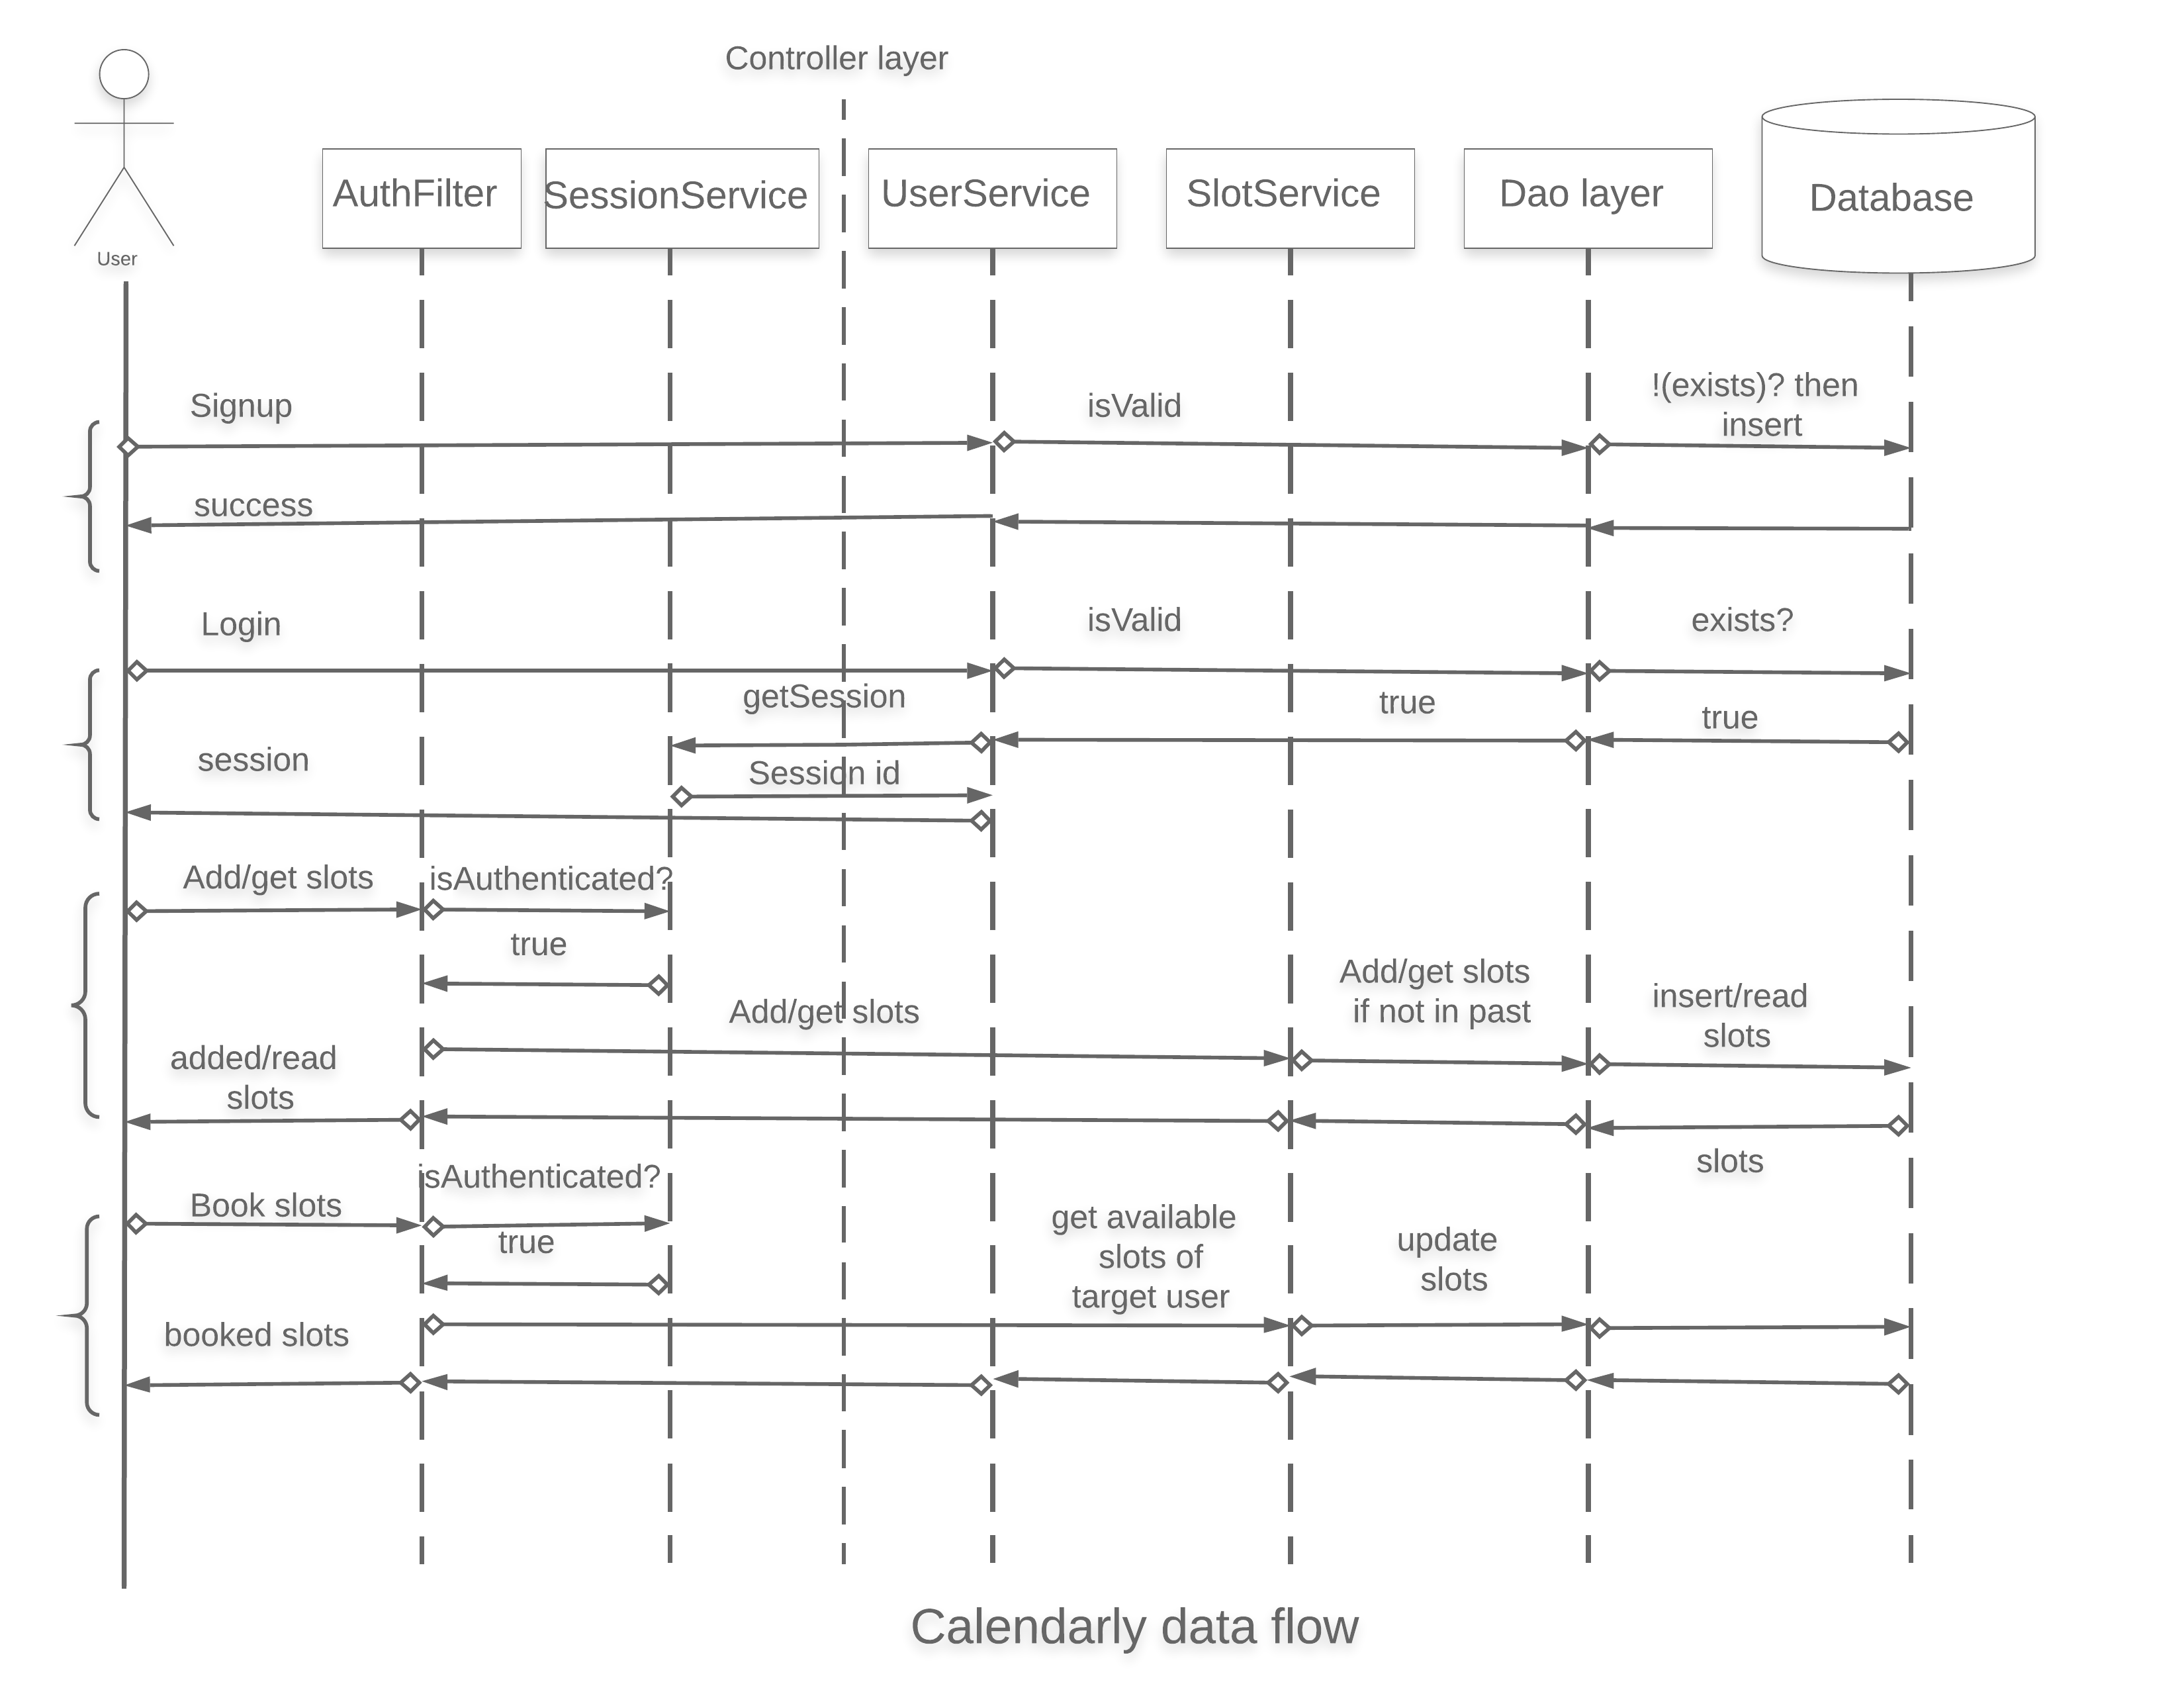 Controller layer
AuthFilter
SessionService
UserService
SlotService
Dao layer
Database
User
Signup
isValid
!(exists)? then
insert
success
Login
isValid
exists?
getSession
true
true
session
Session id
Add/get slots
isAuthenticated?
true
Add/get slots
Add/get slots
if not in past
insert/read
slots
added/read
slots
slots
isAuthenticated?
Book slots
true
get available
slots of
target user
update
slots
booked slots
Calendarly data flow